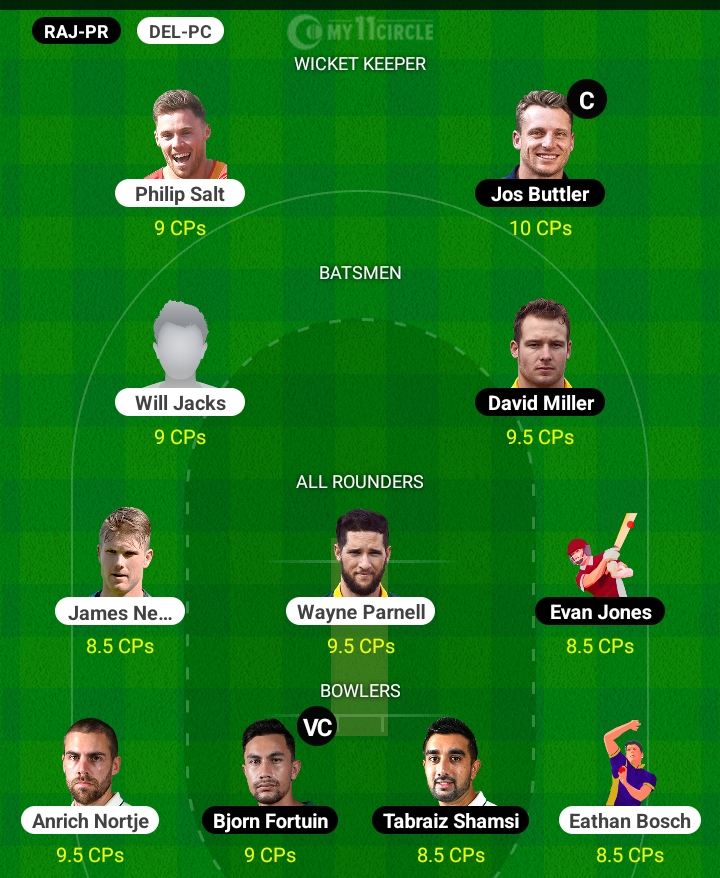 RAJ-PR DEL-PC MY11CIRCLE
WICKET KEEPER
C
Philip Salt Jos Buttler
9 CPs 10 CPs
BATSMEN
Will Jacks David Miller
9 CPs 9.5 CPs
ALL ROUNDERS
James Ne... Wayne Parnell Evan Jones
8.5 CPs 9.5 CPs 8.5 CPs
BOWLERS
VC
Anrich Nortje Bjorn Fortuin Tabraiz Shamsi Eathan Bosch
9.5 CPs 9 CPs 8.5 CPs 8.5 CPs